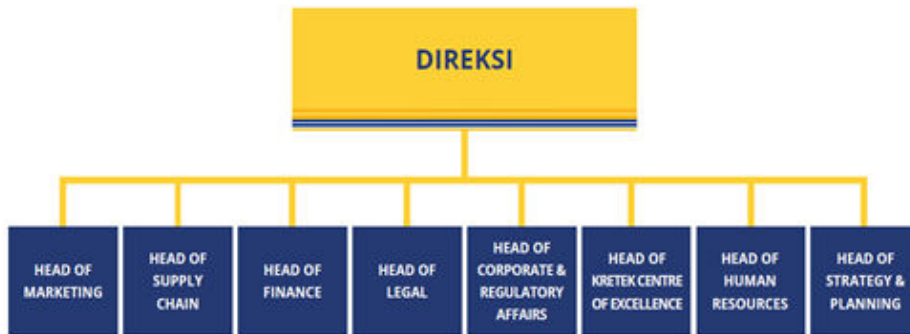 DIREKSI
HEAD OF
MARKETING
HEAD OF
SUPPLY
CHAIN
HEAD OF
FINANCE
HEAD OF
LEGAL
HEAD OF
CORPORATE &
REGULATORY
AFFAIRS
HEAD OF
KRETEK CENTRE
OF EXCELLENCE
HEAD OF
HUMAN
RESOURCES
HEAD OF
STRATEGY &
PLANNING